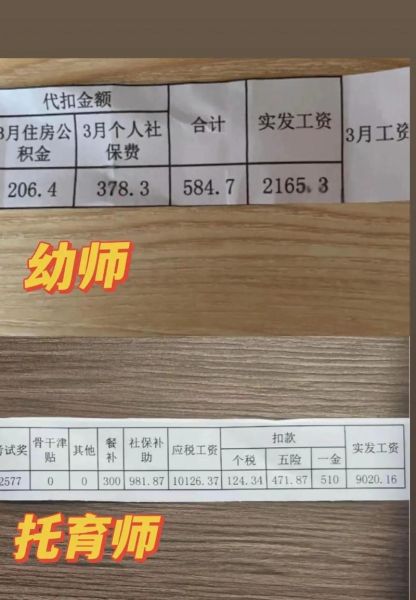 代扣金额
3月住房公积金 3月个人社保费 合计 实发工资 3月工资
206.4 378.3 584.7 2165.3
幼师
考试奖 骨干津贴 其他 餐补 社保补助 应税工资 扣款 实发工资
个税 五险 一金
2577 0 0 300 981.87 10126.37 124.34 471.87 510 9020.16
托育师